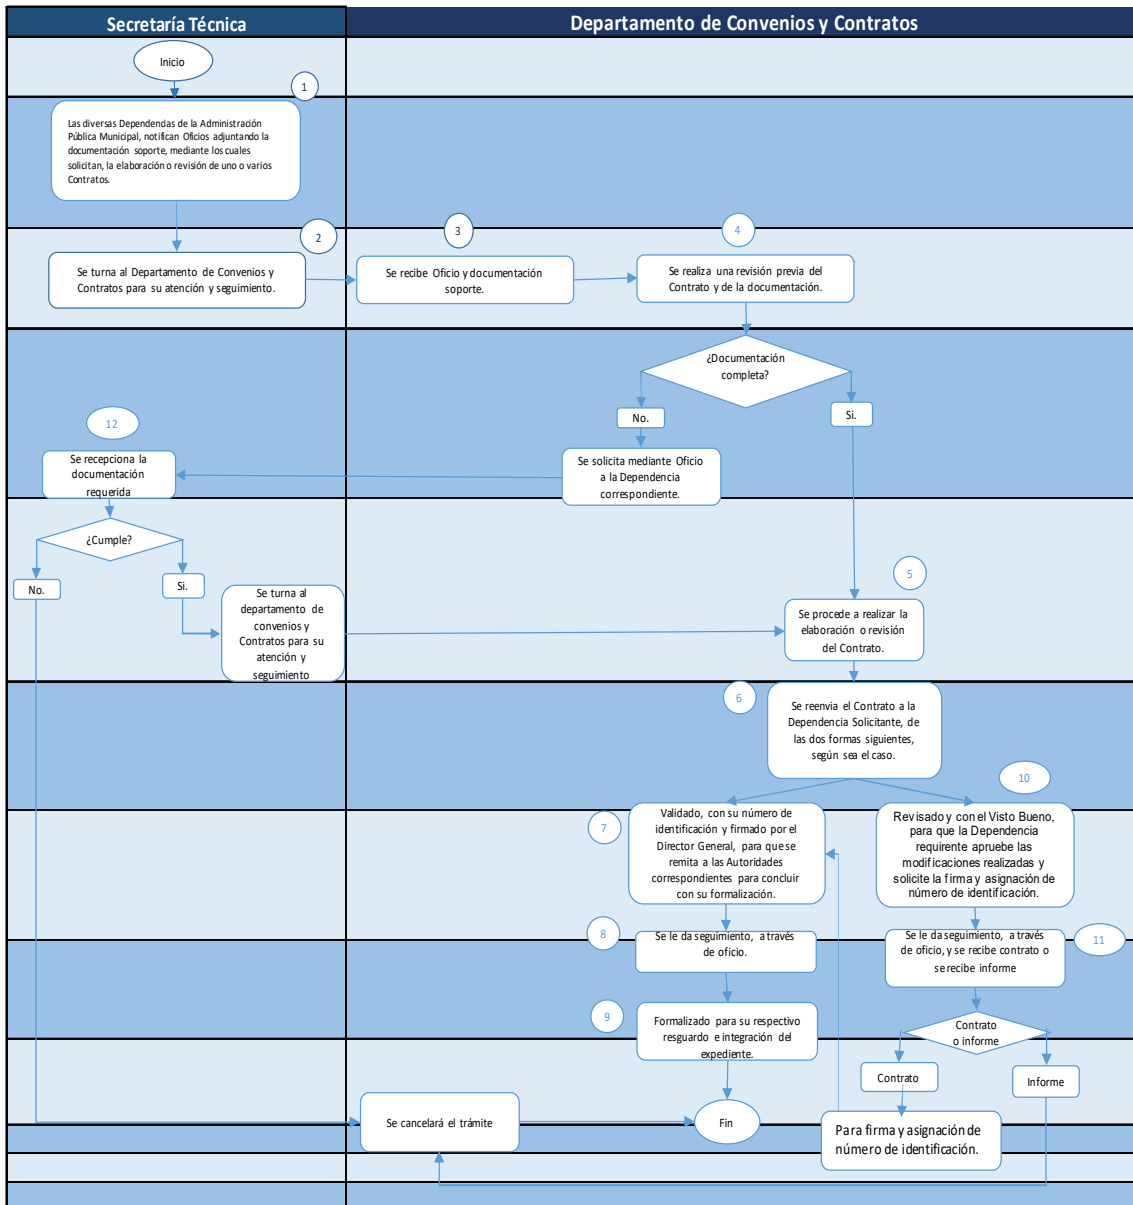 Secretaría Técnica
Departamento de Convenios y Contratos
Inicio
1
Las diversas Dependencias de la Administración
Pública Municipal, notifican Oficios adjuntando la
documentación soporte, mediante los cuales
solicitan, la elaboración o revisión de uno o varios
Contratos.
2
Se turna al Departamento de Convenios y
Contratos para su atención y seguimiento.
3
Se recibe Oficio y documentación
soporte.
4
Se realiza una revisión previa del
Contrato y de la documentación.
¿Documentación
completa?
No.
Si.
Se solicita mediante Oficio
a la Dependencia
correspondiente.
12
Se recepciona la
documentación
requerida
¿Cumple?
No.
Si.
Se turna al
departamento de
convenios y
Contratos para su
atención y
seguimiento
5
Se procede a realizar la
elaboración o revisión
del Contrato.
6
Se reenvia el Contrato a la
Dependencia Solicitante, de
las dos formas siguientes,
según sea el caso.
7
Validado, con su número de
identificación y firmado por el
Director General, para que se
remita a las Autoridades
correspondientes para concluir
con su formalización.
10
Revisado y con el Visto Bueno,
para que la Dependencia
requirente apruebe las
modificaciones realizadas y
solicite la firma y asignación de
número de identificación.
8
Se le da seguimiento, a través
de oficio.
11
Se le da seguimiento, a través
de oficio, y se recibe contrato o
se recibe informe
9
Formalizado para su respectivo
resguardo e integración del
expediente.
Contrato
o informe
Contrato
Informe
Se cancelará el trámite
Fin
Para firma y asignación de
número de identificación.